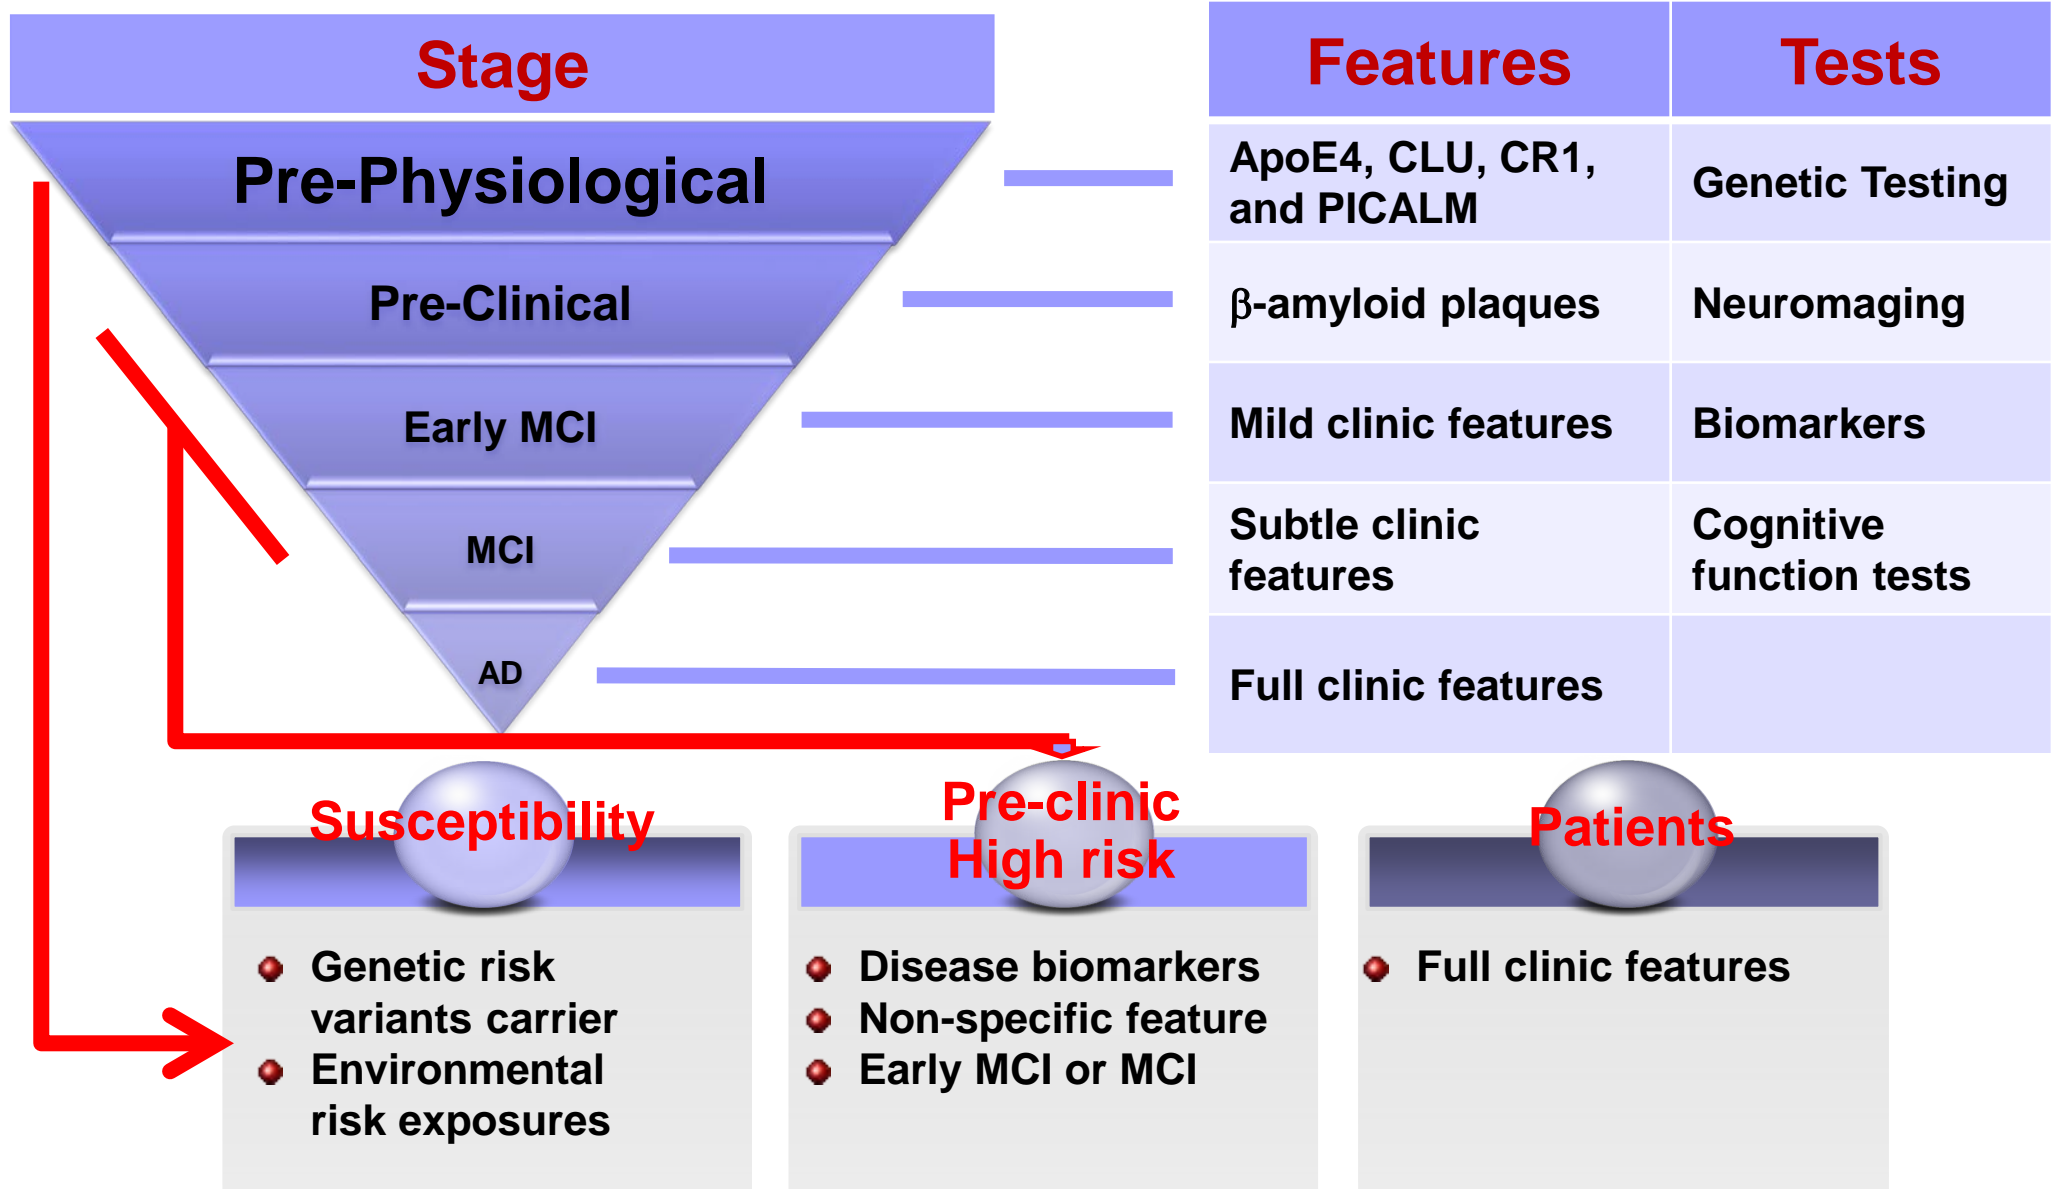 Stage
Features
Tests
Pre-Physiological
ApoE4, CLU, CR1,
and PICALM
Genetic Testing
Pre-Clinical
β-amyloid plaques
Neuromaging
Early MCI
Mild clinic features
Biomarkers
MCI
Subtle clinic
features
Cognitive
function tests
AD
Full clinic features
Susceptibility
Genetic risk
variants carrier
Environmental
risk exposures
Pre-clinic
High risk
Disease biomarkers
Non-specific feature
Early MCI or MCI
Patients
Full clinic features